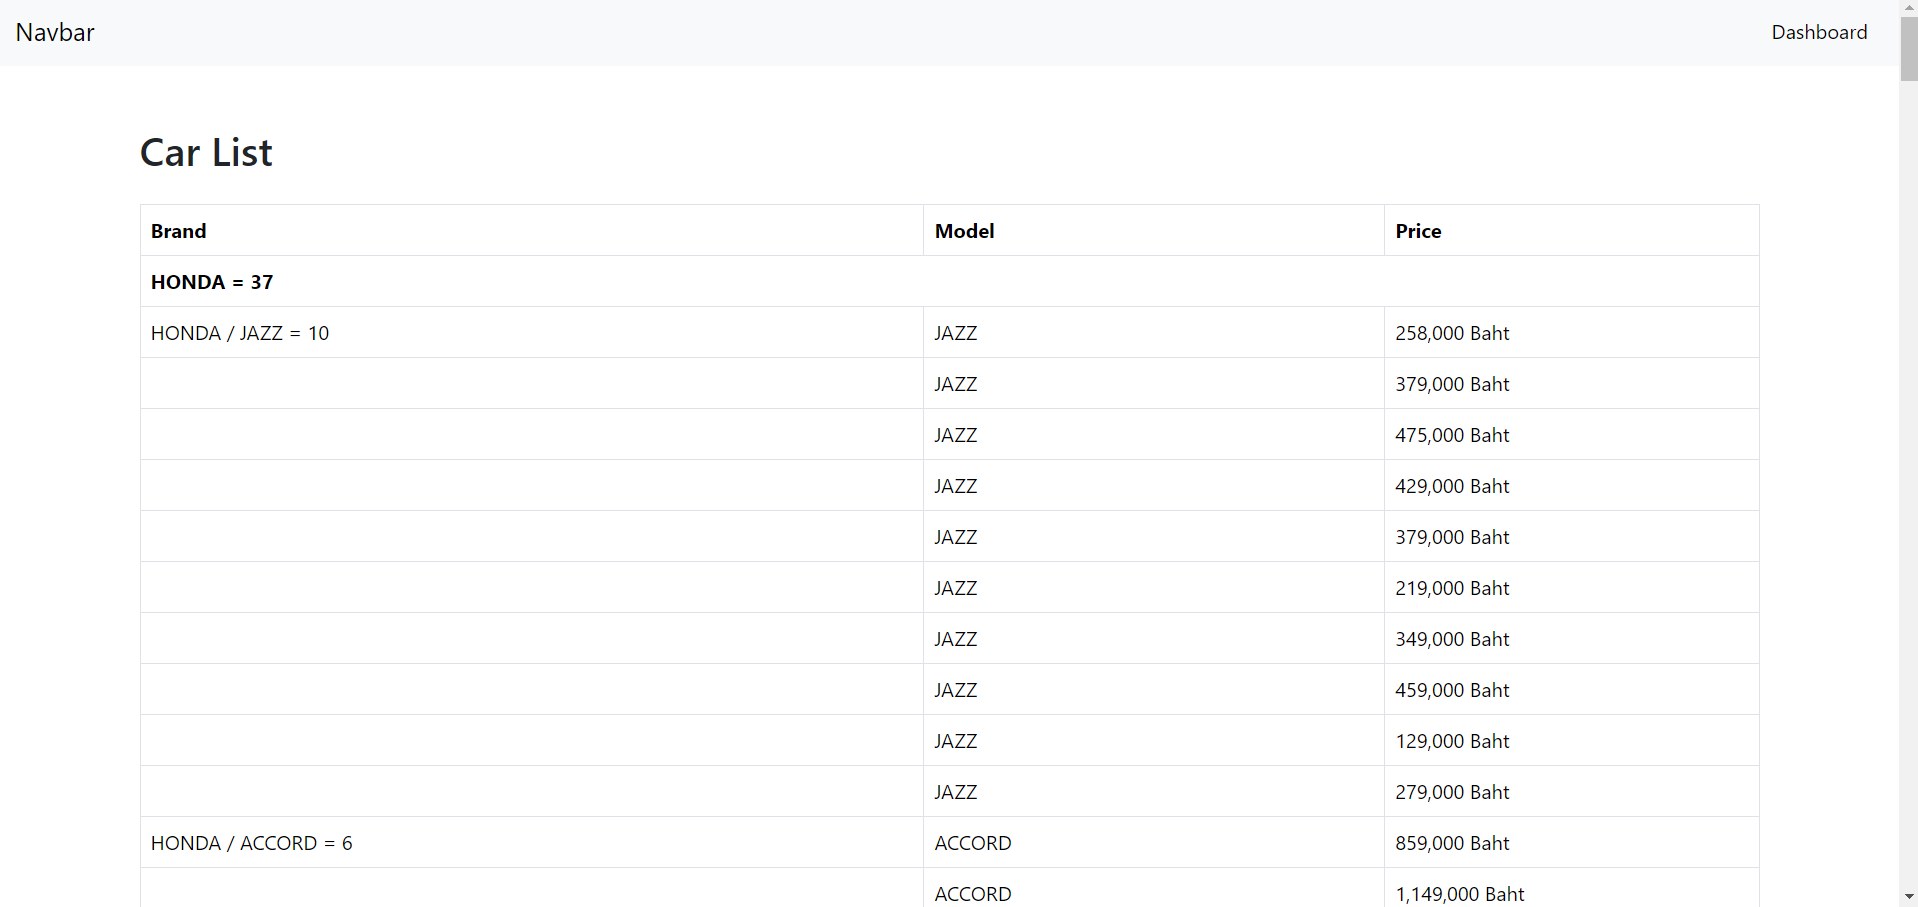 Navbar Dashboard
Car List
Brand Model Price
HONDA = 37
HONDA / JAZZ = 10 JAZZ 258,000 Baht
JAZZ 379,000 Baht
JAZZ 475,000 Baht
JAZZ 429,000 Baht
JAZZ 379,000 Baht
JAZZ 219,000 Baht
JAZZ 349,000 Baht
JAZZ 459,000 Baht
JAZZ 129,000 Baht
JAZZ 279,000 Baht
HONDA / ACCORD = 6 ACCORD 859,000 Baht
ACCORD 1,149,000 Baht